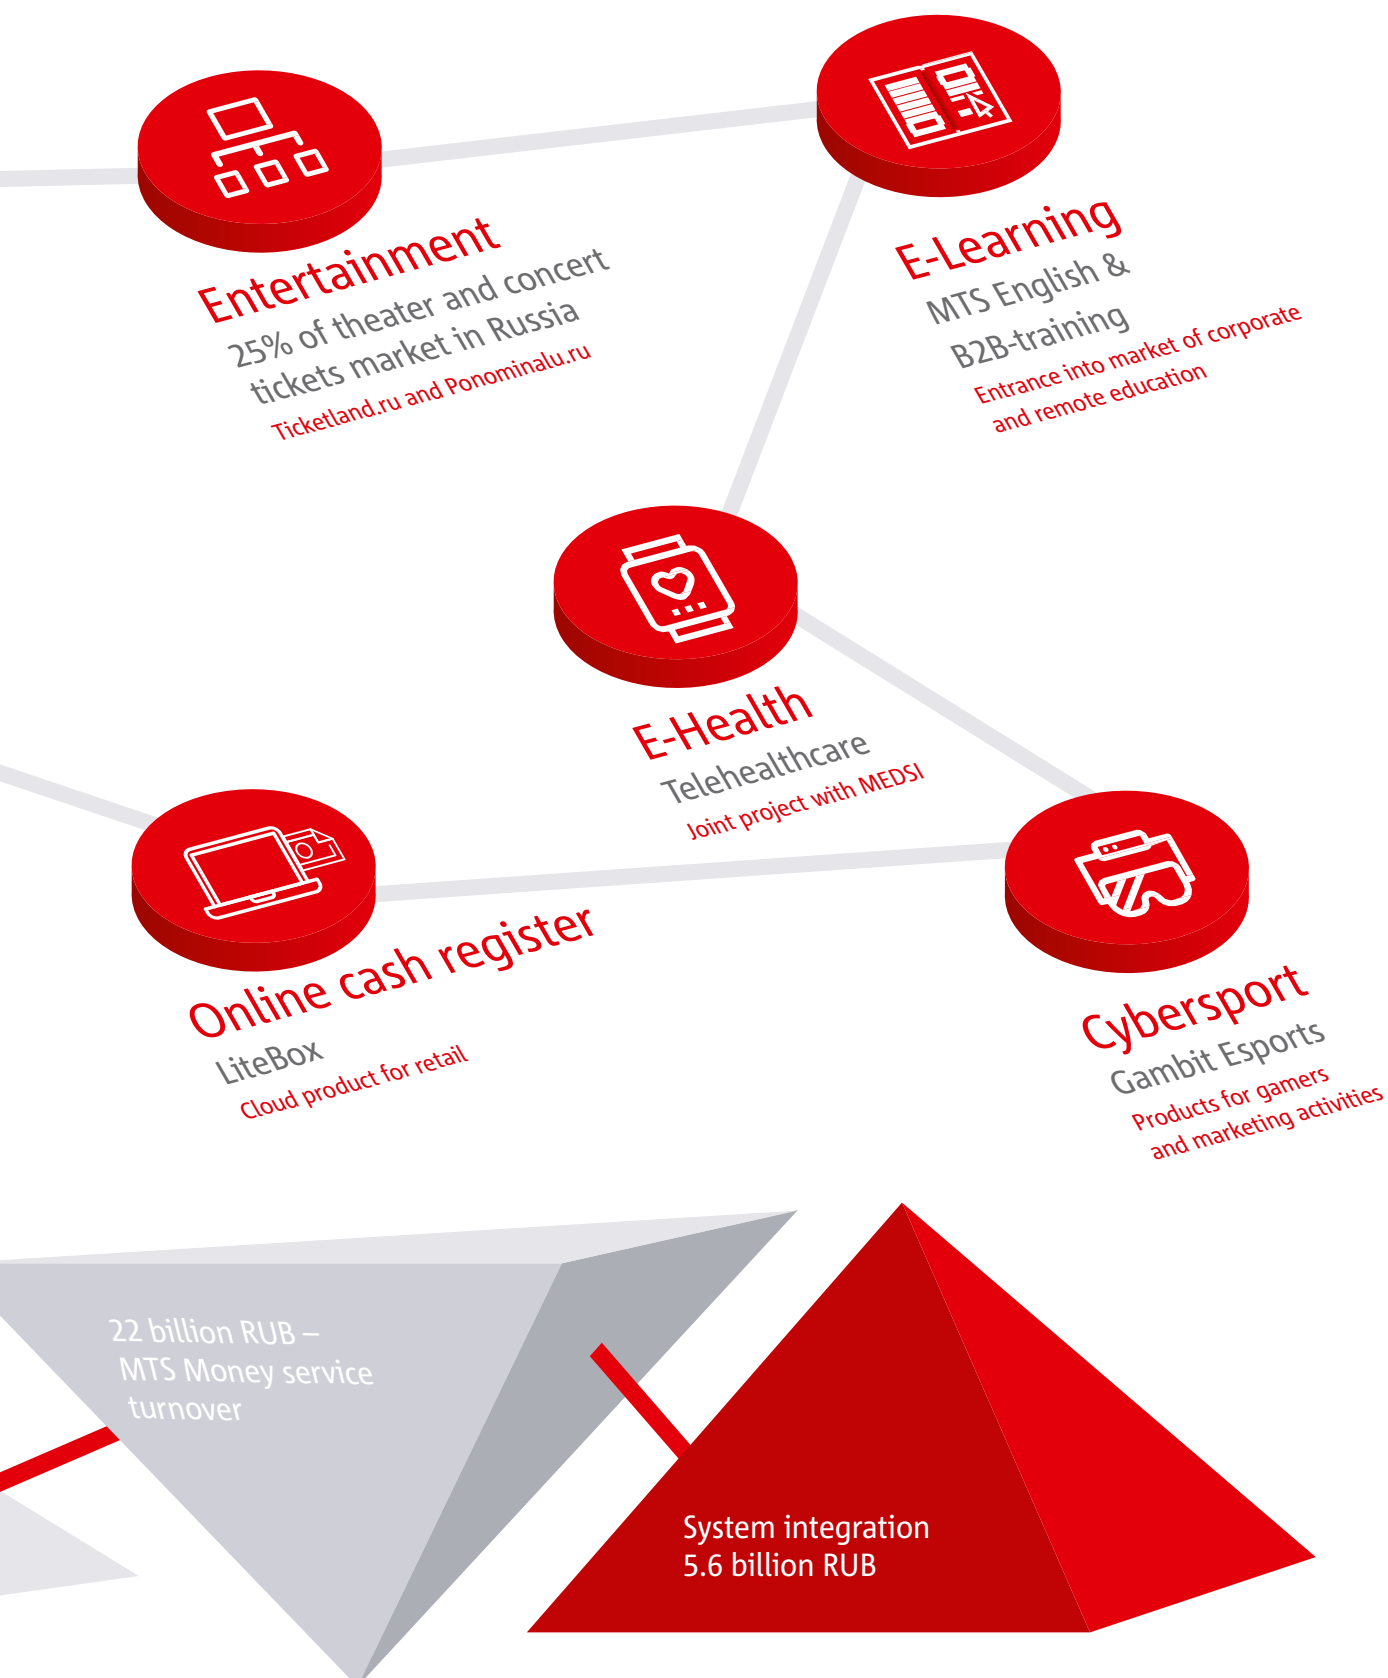 Entertainment
25% of theater and concert
tickets market in Russia
Ticketland.ru and Ponominalu.ru
E-Learning
MTS English &
B2B-training
Entrance into market of corporate
and remote education
E-Health
Telehealthcare
Joint project with MEDSI
Online cash register
LiteBox
Cloud product for retail
Cybersport
Gambit Esports
Products for gamers
and marketing activities
22 billion RUB –
MTS Money service
turnover
System integration
5.6 billion RUB